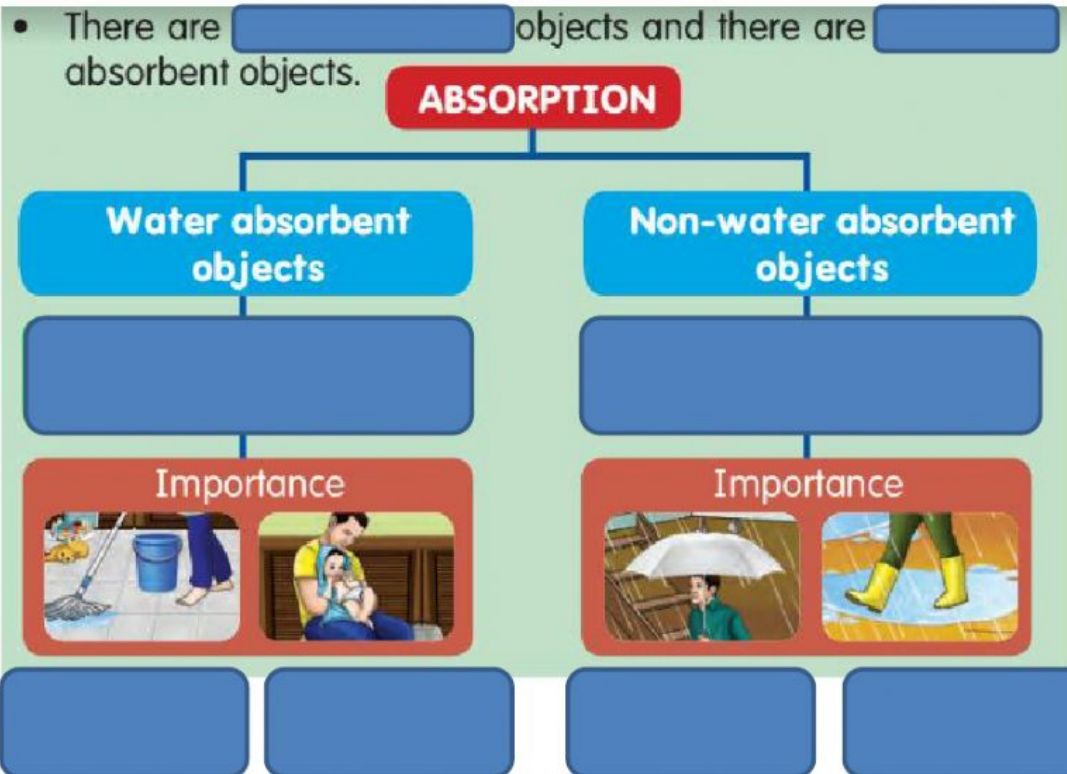 • There are objects and there are
absorbent objects.
ABSORPTION
Water absorbent
objects
Non-water absorbent
objects
Importance
Importance